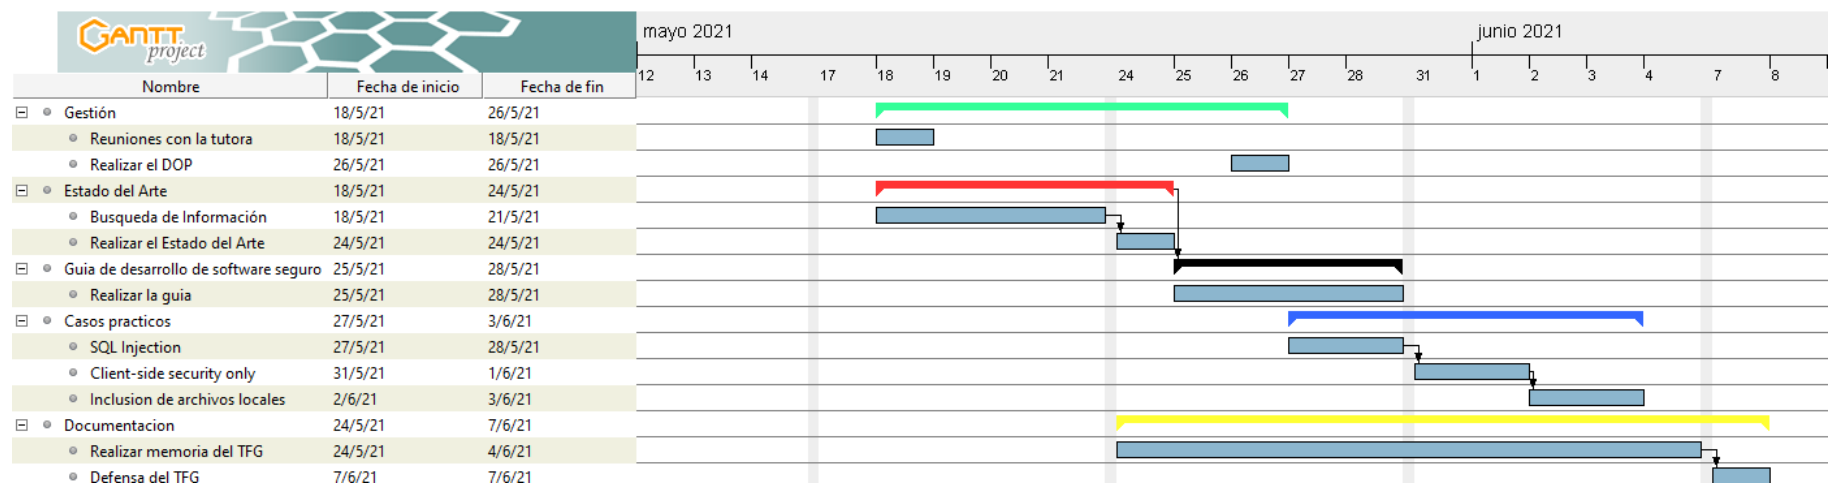 GANTT
project
mayo 2021 junio 2021
12 13 14 17 18 19 20 21 24 25 26 27 28 31 1 2 3 4 7 8
Nombre Fecha de inicio Fecha de fin
Gestión 18/5/21 26/5/21
Reuniones con la tutora 18/5/21 18/5/21
Realizar el DOP 26/5/21 26/5/21
Estado del Arte 18/5/21 24/5/21
Busqueda de Información 18/5/21 21/5/21
Realizar el Estado del Arte 24/5/21 24/5/21
Guia de desarrollo de software seguro 25/5/21 28/5/21
Realizar la guia 25/5/21 28/5/21
Casos practicos 27/5/21 3/6/21
SQL Injection 27/5/21 28/5/21
Client-side security only 31/5/21 1/6/21
Inclusion de archivos locales 2/6/21 3/6/21
Documentacion 24/5/21 7/6/21
Realizar memoria del TFG 24/5/21 4/6/21
Defensa del TFG 7/6/21 7/6/21